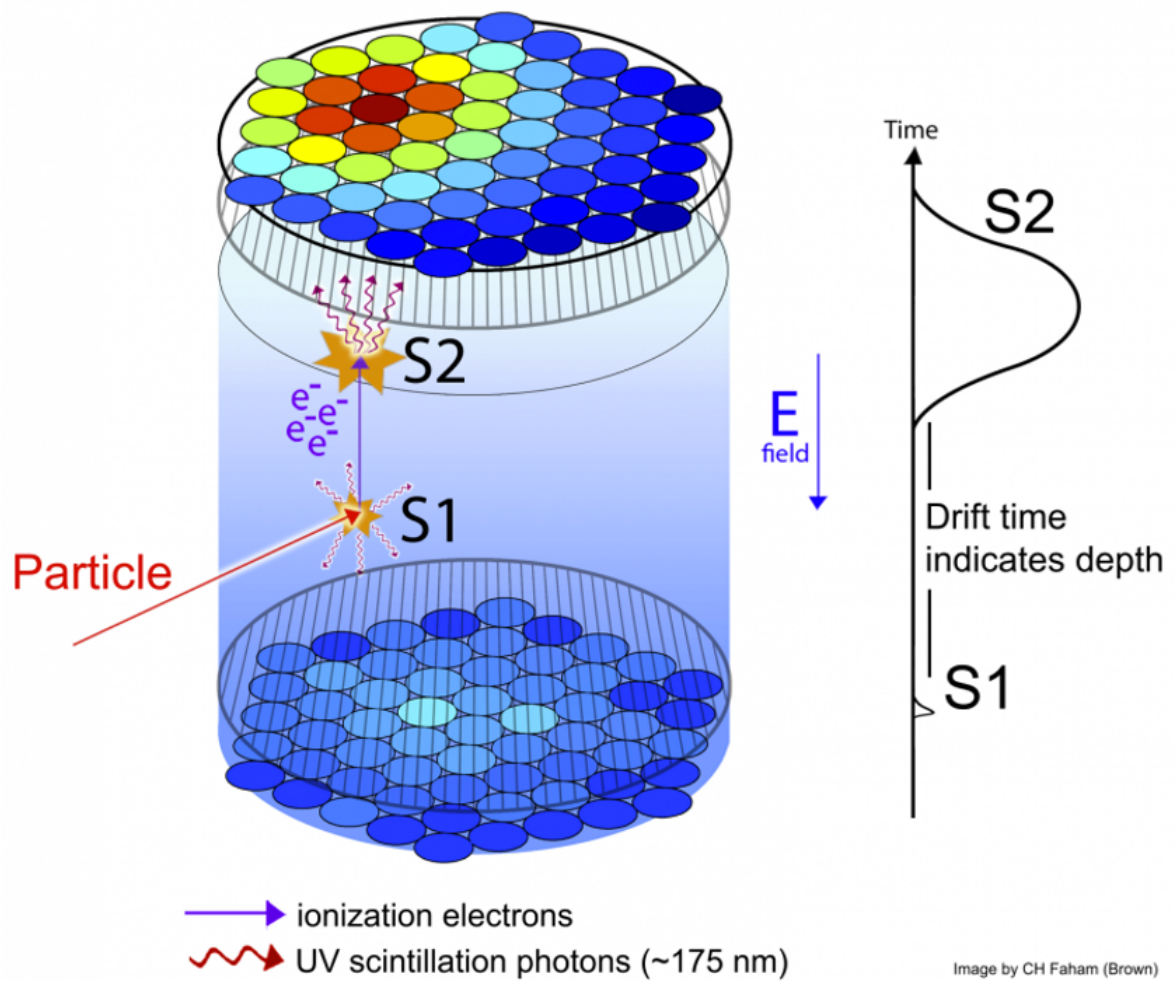 Time
S2
S2
e-
e-
e-
e-
E
field
S1
Drift time
indicates depth
Particle
S1
ionization electrons
UV scintillation photons (~175 nm)
Image by CH Faham (Brown)